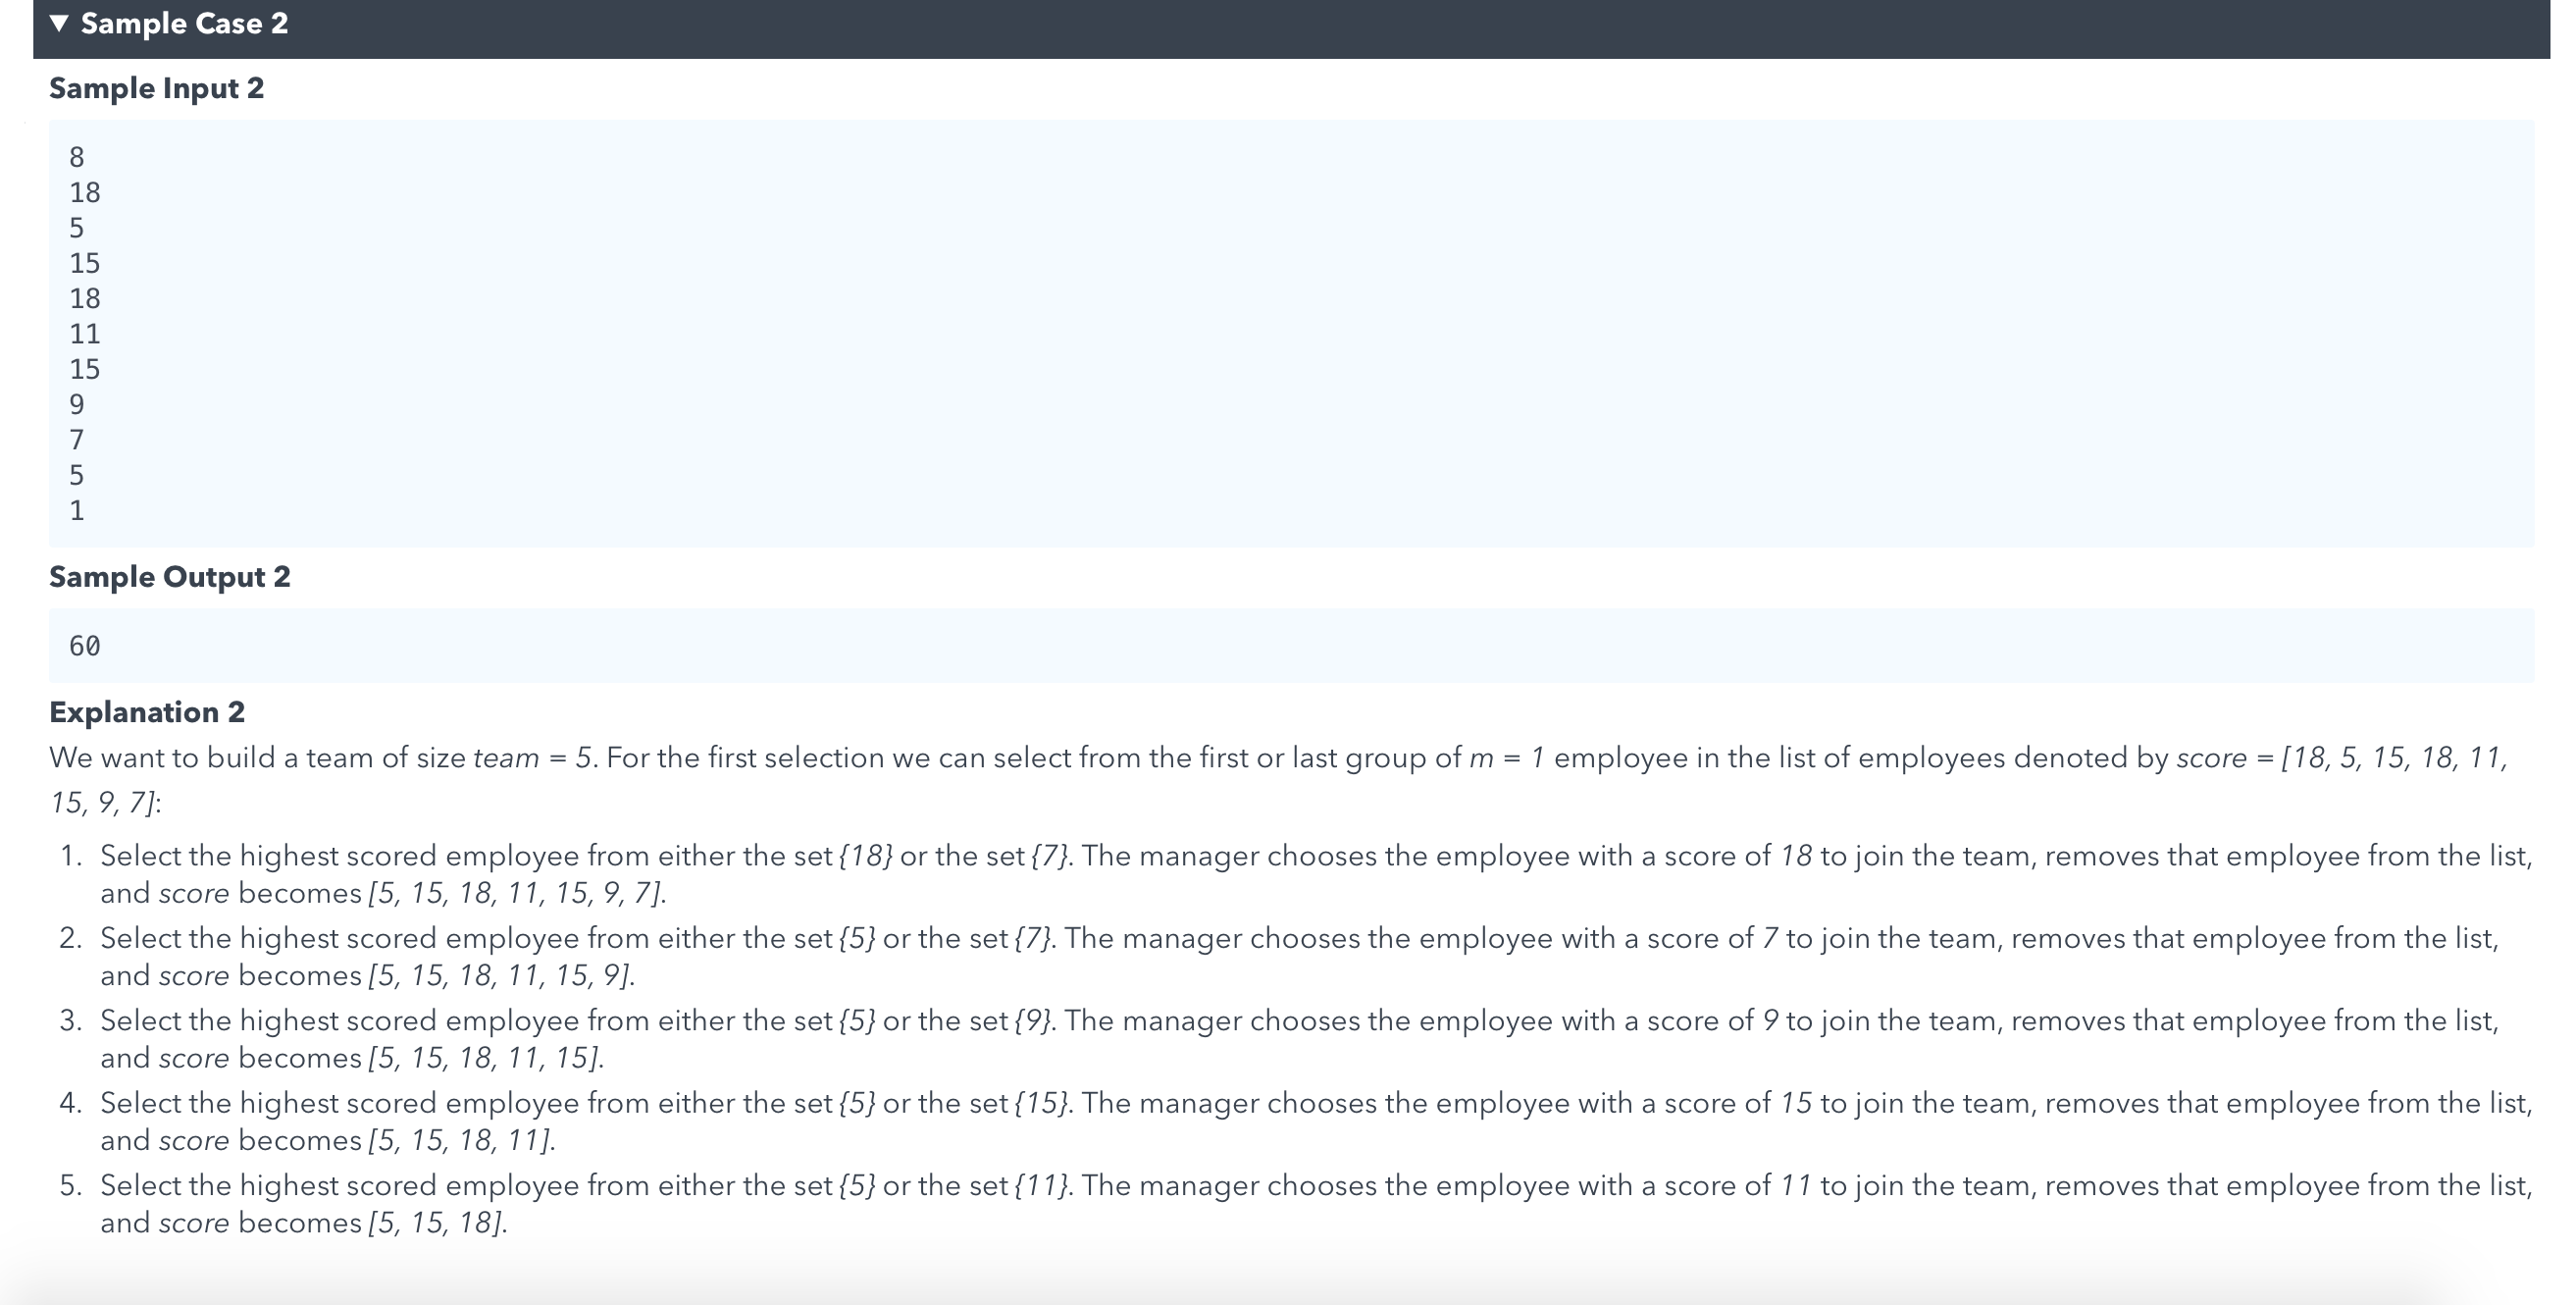 ▼ Sample Case 2
Sample Input 2
8
18
5
15
18
11
15
9
7
5
1
Sample Output 2
60
Explanation 2
We want to build a team of size team = 5. For the first selection we can select from the first or last group of m = 1 employee in the list of employees denoted by score = [18, 5, 15, 18, 11,
15, 9, 7]:
1. Select the highest scored employee from either the set {18} or the set {7}. The manager chooses the employee with a score of 18 to join the team, removes that employee from the list,
and score becomes [5, 15, 18, 11, 15, 9, 7].
2. Select the highest scored employee from either the set {5} or the set {7}. The manager chooses the employee with a score of 7 to join the team, removes that employee from the list,
and score becomes [5, 15, 18, 11, 15, 9].
3. Select the highest scored employee from either the set {5} or the set {9}. The manager chooses the employee with a score of 9 to join the team, removes that employee from the list,
and score becomes [5, 15, 18, 11, 15].
4. Select the highest scored employee from either the set {5} or the set {15}. The manager chooses the employee with a score of 15 to join the team, removes that employee from the list,
and score becomes [5, 15, 18, 11].
5. Select the highest scored employee from either the set {5} or the set {11}. The manager chooses the employee with a score of 11 to join the team, removes that employee from the list,
and score becomes [5, 15, 18].